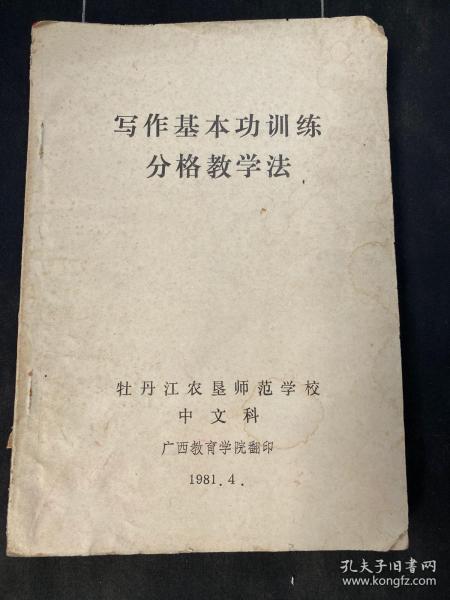 写作基本功训练
分格教学法
牡丹江农垦师范学校
中文科
广西教育学院翻印
1981.4.
孔夫子旧书网
www.kongfz.com